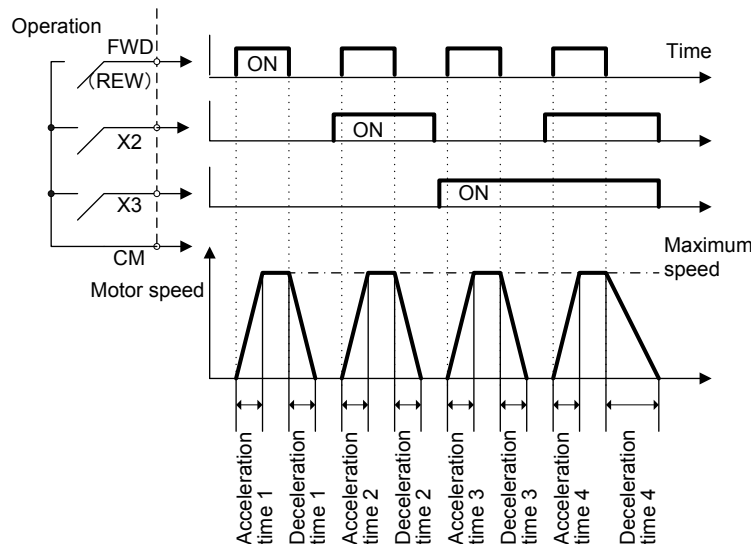 Operation
FWD
(REW)
X2
X3
CM
ON
Time
ON
ON
Motor speed
Maximum
speed
Acceleration
time 1
Deceleration
time 1
Acceleration
time 2
Deceleration
time 2
Acceleration
time 3
Deceleration
time 3
Acceleration
time 4
Deceleration
time 4